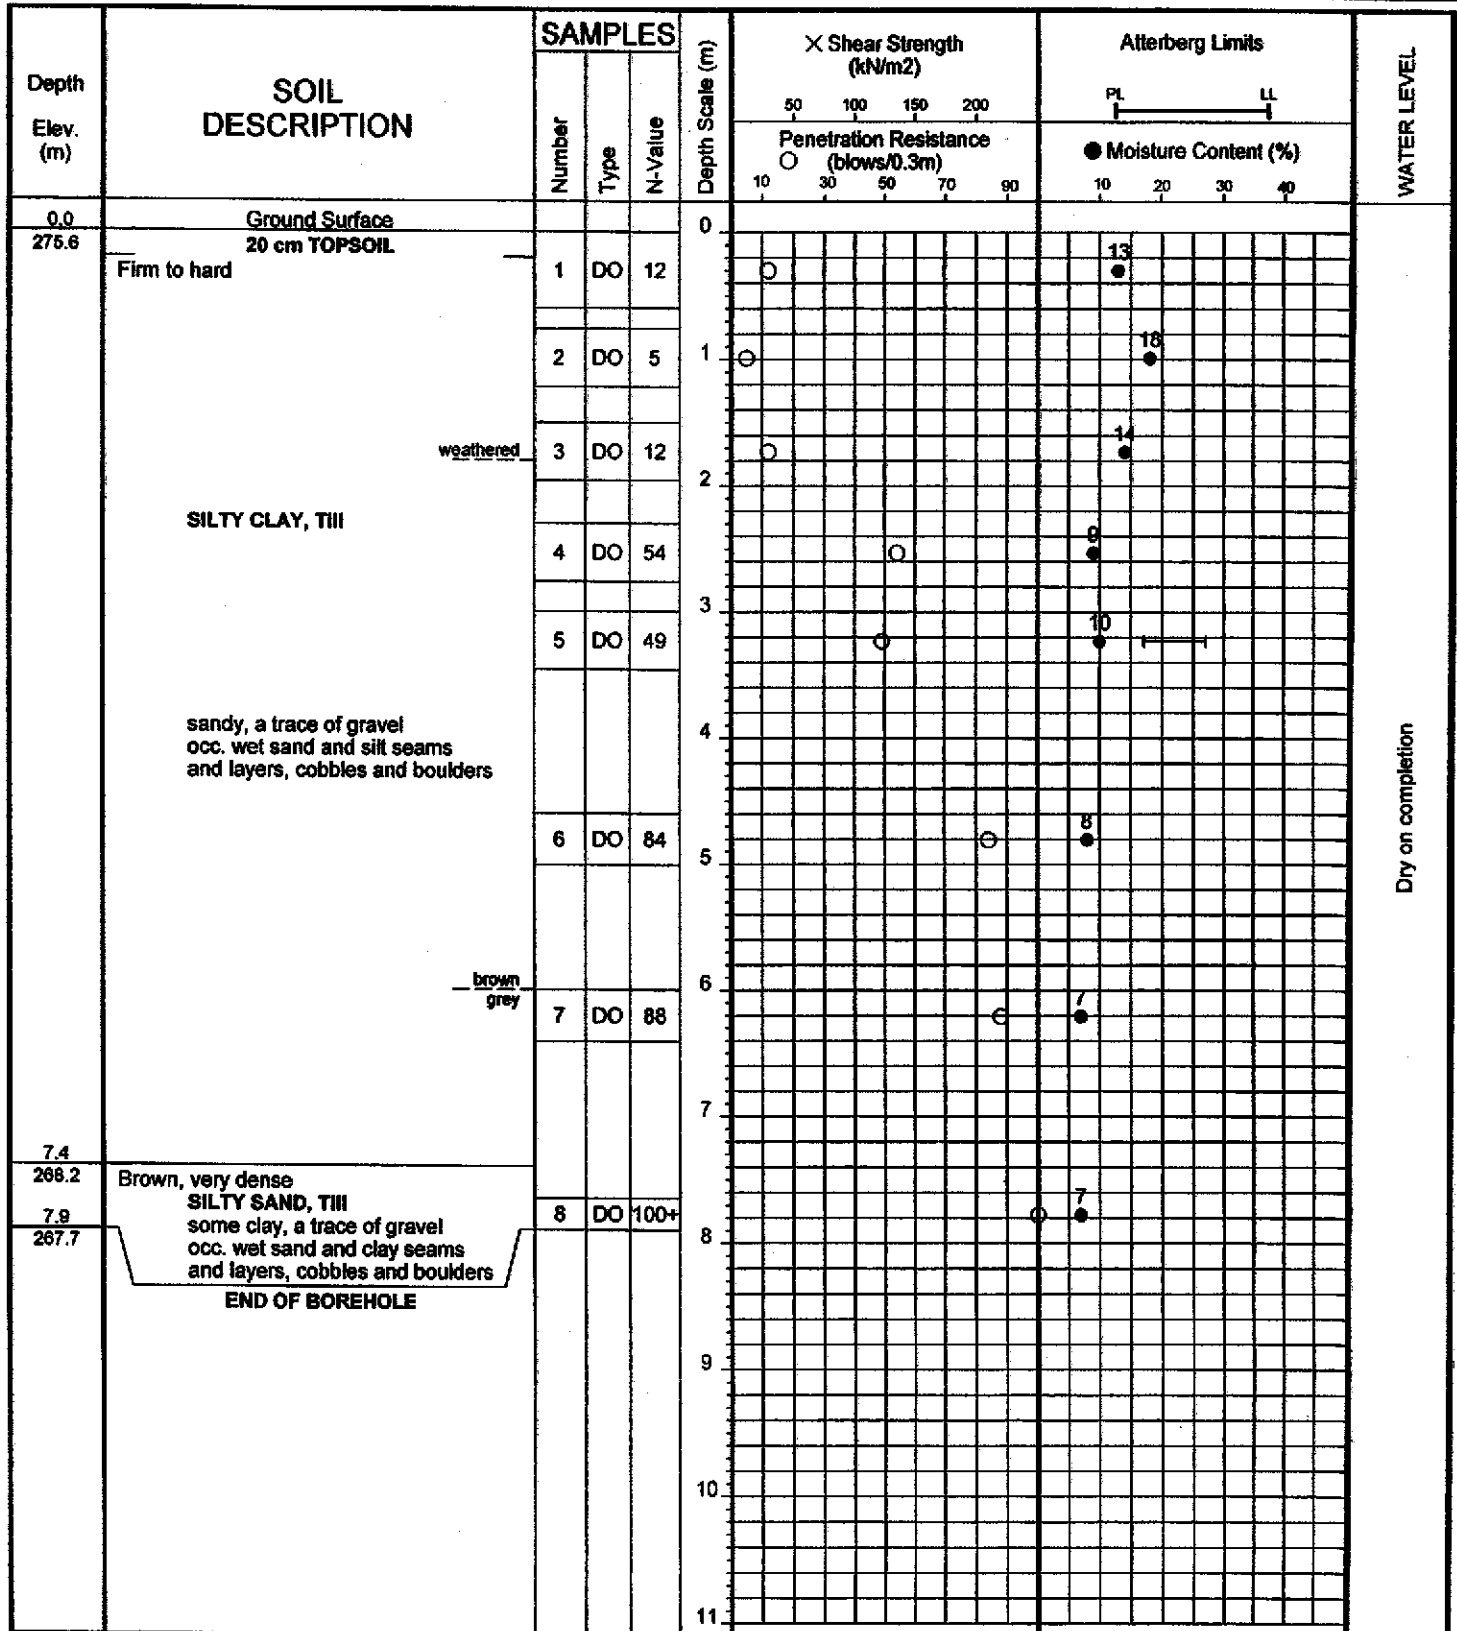 Depth
Elev.
(m)
SOIL
DESCRIPTION
SAMPLES
Number
Type
N-Value
Depth Scale (m)
× Shear Strength
(kN/m2)
50 100 150 200
Penetration Resistance
O (blows/0.3m)
10 30 50 70 90
Atterberg Limits
PL LL
● Moisture Content (%)
10 20 30 40
WATER LEVEL
0.0 Ground Surface
275.6 20 cm TOPSOIL
Firm to hard
1 DO 12
2 DO 5
weathered
3 DO 12
SILTY CLAY, Till
4 DO 54
5 DO 49
sandy, a trace of gravel
occ. wet sand and silt seams
and layers, cobbles and boulders
6 DO 84
brown
grey
7 DO 88
7.4
268.2
Brown, very dense
SILTY SAND, Till
7.9
267.7
some clay, a trace of gravel
occ. wet sand and clay seams
and layers, cobbles and boulders
8 DO 100+
END OF BOREHOLE
0
1
2
3
4
5
6
7
8
9
10
11
13
18
14
9
10
8
7
7
Dry on completion